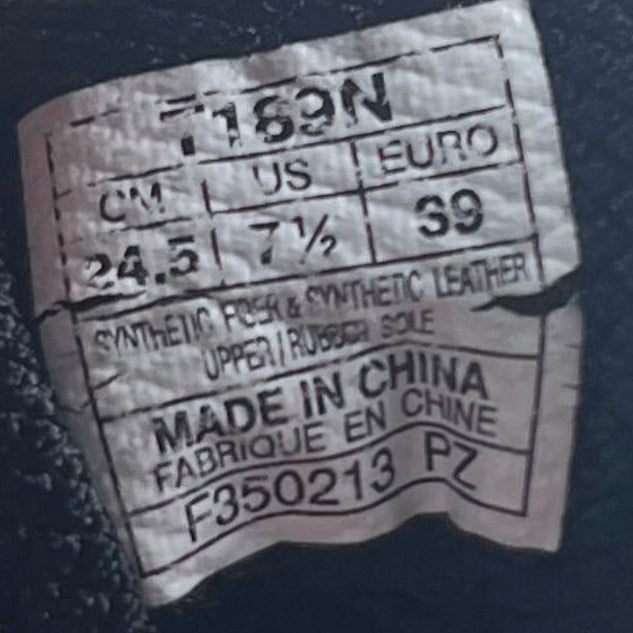 T189N
CM US EURO
24.5 7½ 39
SYNTHETIC FIBER & SYNTHETIC LEATHER
UPPER/RUBBER SOLE
MADE IN CHINA
FABRIQUE EN CHINE
F350213 PZ